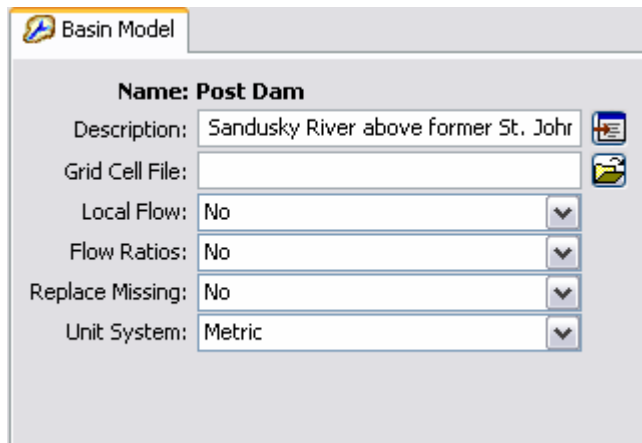 Basin Model
Name: Post Dam
Description: Sandusky River above former St. John
Grid Cell File:
Local Flow: No
Flow Ratios: No
Replace Missing: No
Unit System: Metric